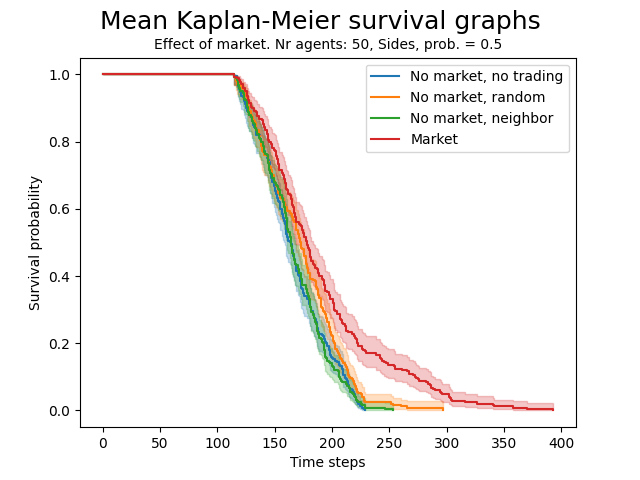 Mean Kaplan-Meier survival graphs
Effect of market. Nr agents: 50, Sides, prob. = 0.5
No market, no trading
No market, random
No market, neighbor
Market
Survival probability
1.0
0.8
0.6
0.4
0.2
0.0
0 50 100 150 200 250 300 350 400
Time steps